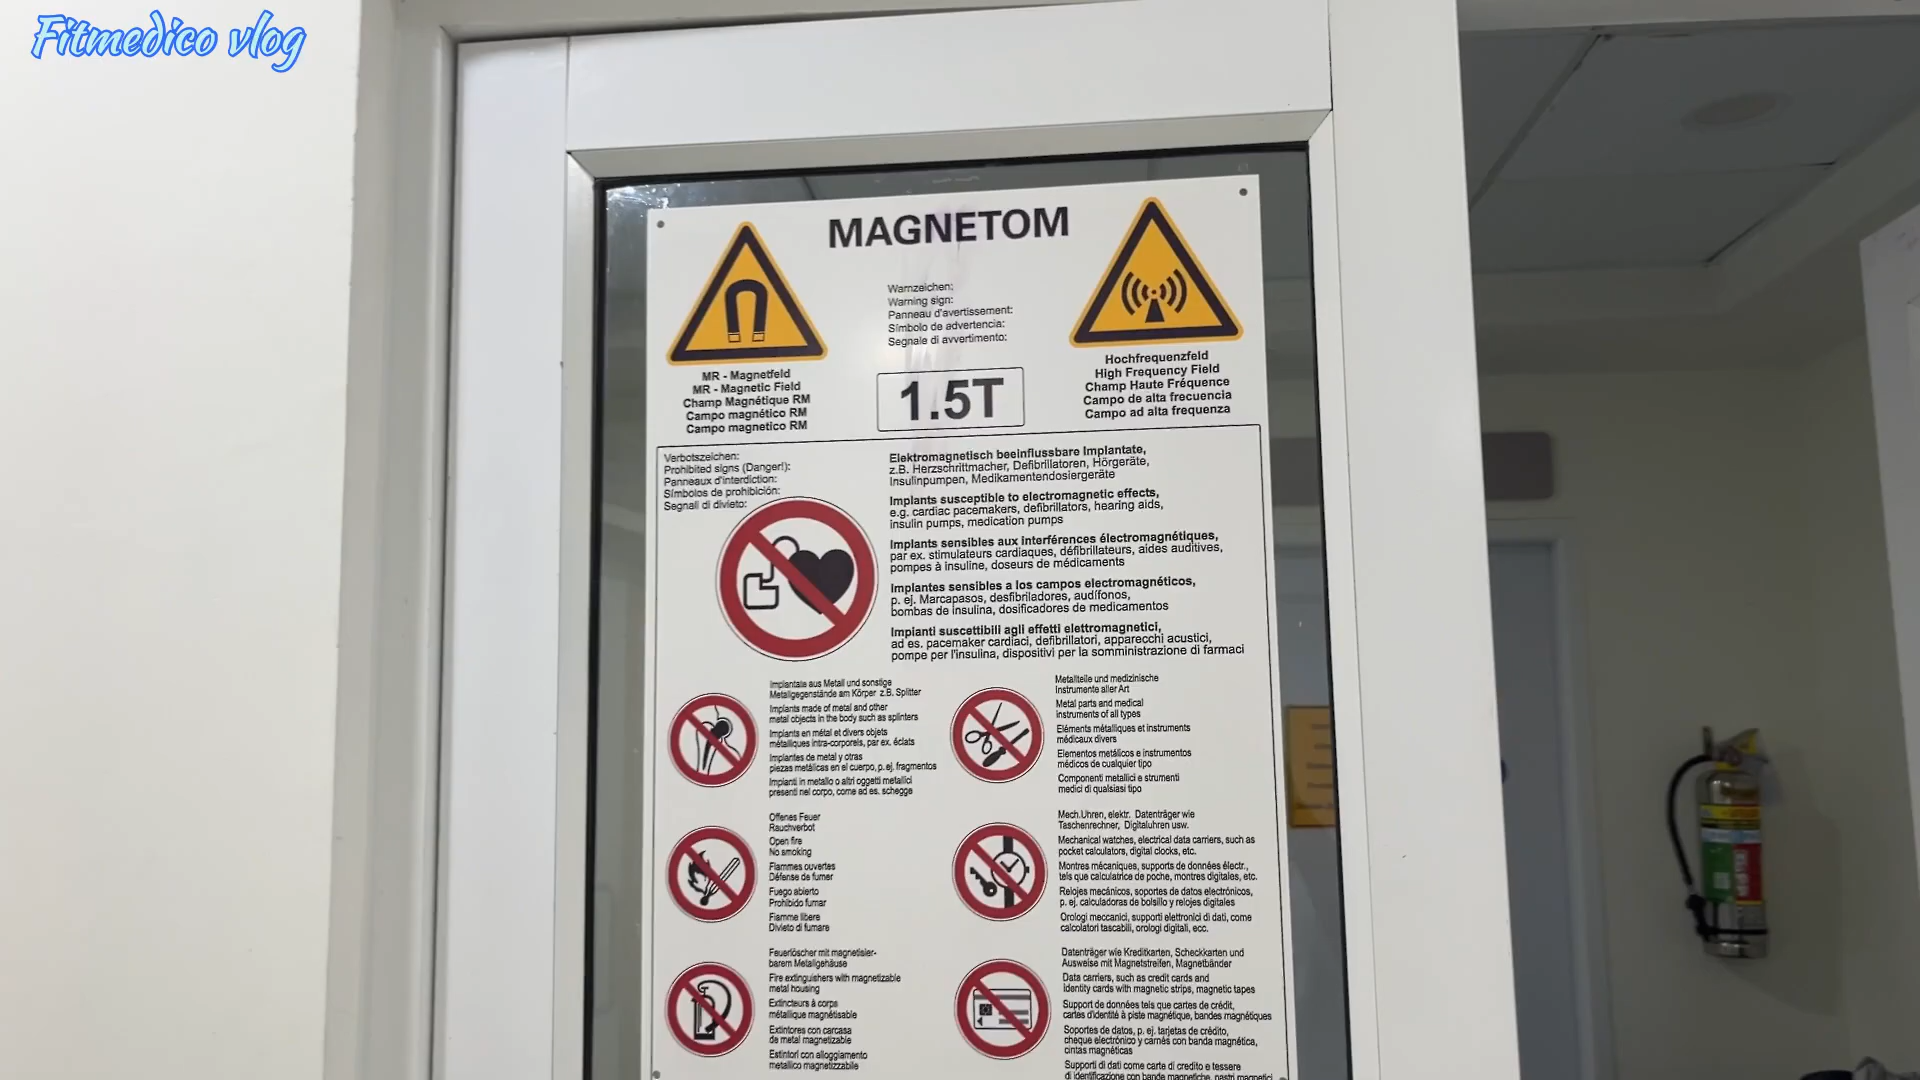 Fitmedico vlog
MAGNETOM
Warnzeichen:
Warning sign:
Panneau d'avertissement:
Símbolo de advertencia:
Segnale di avvertimento:
MR - Magnetfeld
MR - Magnetic Field
Champ Magnétique RM
Campo magnético RM
Campo magnetico RM
1.5T
Hochfrequenzfeld
High Frequency Field
Champ Haute Fréquence
Campo de alta frecuencia
Campo ad alta frequenza
Verbotszeichen:
Prohibited signs (Danger!):
Panneaux d'interdiction:
Símbolos de prohibición:
Segnali di divieto:
Elektromagnetisch beeinflussbare Implantate,
z.B. Herzschrittmacher, Defibrillatoren, Hörgeräte,
Insulinpumpen, Medikamentendosiergeräte
Implants susceptible to electromagnetic effects,
e.g. cardiac pacemakers, defibrillators, hearing aids,
insulin pumps, medication pumps
Implants sensibles aux interférences électromagnétiques,
par ex. stimulateurs cardiaques, défibrillateurs, aides auditives,
pompes à insuline, doseurs de médicaments
Implantes sensibles a los campos electromagnéticos,
p. ej. Marcapasos, desfibriladores, audífonos,
bombas de insulina, dosificadores de medicamentos
Impianti suscettibili agli effetti elettromagnetici,
ad es. pacemaker cardiaci, defibrillatori, apparecchi acustici,
pompe per l'insulina, dispositivi per la somministrazione di farmaci
Implantate aus Metall und sonstige
Metallgegenstände am Körper z.B. Splitter
Implants made of metal and other
metal objects in the body such as splinters
Implants en métal et divers objets
métalliques intra-corporels, par ex. éclats
Implantes de metal y otras
piezas metálicas en el cuerpo, p. ej. fragmentos
Impianti in metallo o altri oggetti metallici
presenti nel corpo, come ad es. schegge
Metallteile und medizinische
Instrumente aller Art
Metal parts and medical
instruments of all types
Eléments métalliques et instruments
médicaux divers
Elementos metálicos e instrumentos
médicos de cualquier tipo
Componenti metallici e strumenti
medici di qualsiasi tipo
Offenes Feuer
Rauchverbot
Open fire
No smoking
Flammes ouvertes
Défense de fumer
Fuego abierto
Prohibido fumar
Fiamme libere
Divieto di fumare
Mech.Uhren, elektr. Datenträger wie
Taschenrechner, Digitaluhren usw.
Mechanical watches, electrical data carriers, such as
pocket calculators, digital clocks, etc.
Montres mécaniques, supports de données électr.,
tels que calculatrice de poche, montres digitales, etc.
Relojes mecánicos, soportes de datos electrónicos,
p. ej. calculadoras de bolsillo y relojes digitales
Orologi meccanici, supporti elettronici di dati, come
calcolatori tascabili, orologi digitali, ecc.
Feuerlöscher mit magnetisier-
barem Metallgehäuse
Fire extinguishers with magnetizable
metal housing
Extincteurs à corps
métallique magnétisable
Extintores con carcasa
de metal magnetizable
Estintori con alloggiamento
metallico magnetizzabile
Datenträger wie Kreditkarten, Scheckkarten und
Ausweise mit Magnetstreifen, Magnetbänder
Data carriers, such as credit cards and
identity cards with magnetic strips, magnetic tapes
Support de données tels que cartes de crédit,
cartes d'identité à piste magnétique, bandes magnétiques
Soportes de datos, p. ej. tarjetas de crédito,
cheque electrónico y carnés con banda magnética,
cintas magnéticas
Supporti di dati come carte di credito e tessere
di identificazione con bande magnetiche, nastri magnetici